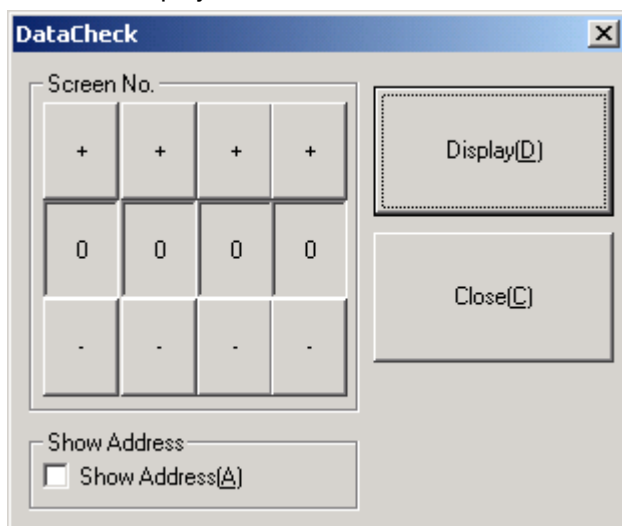 DataCheck
Screen No.
+ + + +
0 0 0 0
- - - -
Display(D)
Close(C)
Show Address
Show Address(A)